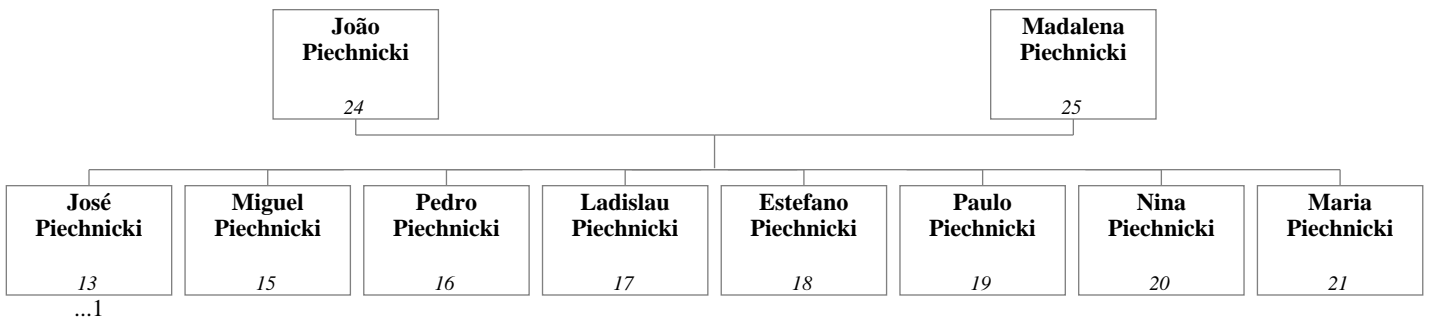 João
Piechnicki
24
Madalena
Piechnicki
25
José
Piechnicki
13
...1
Miguel
Piechnicki
15
Pedro
Piechnicki
16
Ladislau
Piechnicki
17
Estefano
Piechnicki
18
Paulo
Piechnicki
19
Nina
Piechnicki
20
Maria
Piechnicki
21